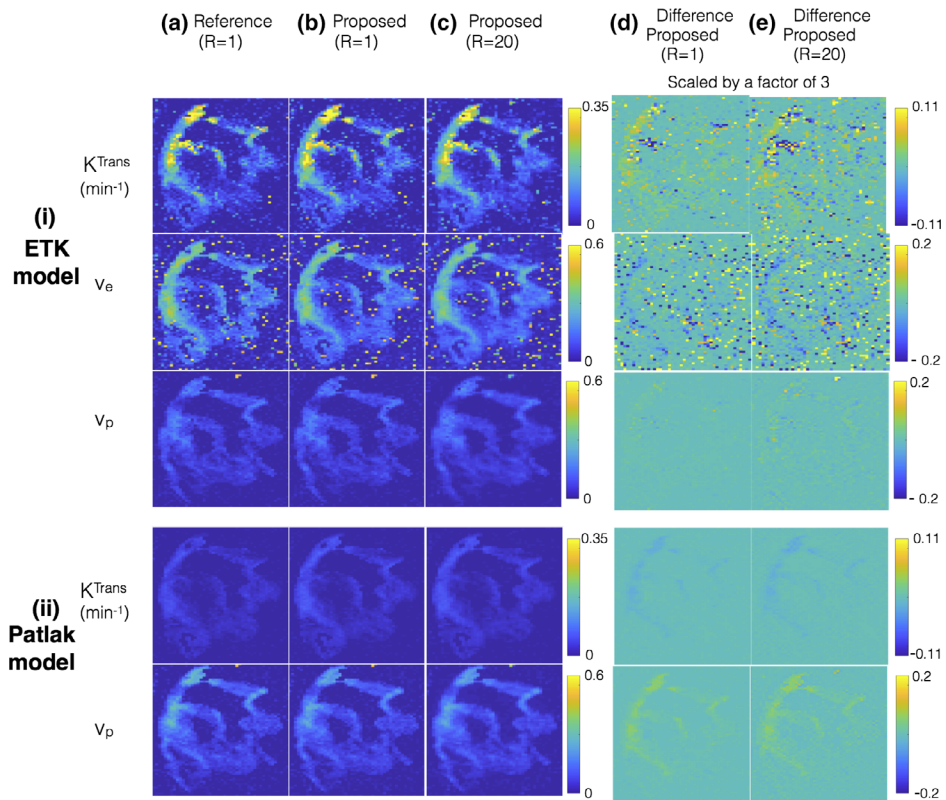 (a) Reference
(R=1)
(b) Proposed
(R=1)
(c) Proposed
(R=20)
(d) Difference
Proposed
(R=1)
(e) Difference
Proposed
(R=20)
Scaled by a factor of 3
(i)
ETK
model
K^Trans
(min⁻¹)
0.35
0
0.11
-0.11
v_e
0.6
0
0.2
- 0.2
v_p
0.6
0
0.2
- 0.2
(ii)
Patlak
model
K^Trans
(min⁻¹)
0.35
0
0.11
-0.11
v_p
0.6
0
0.2
-0.2